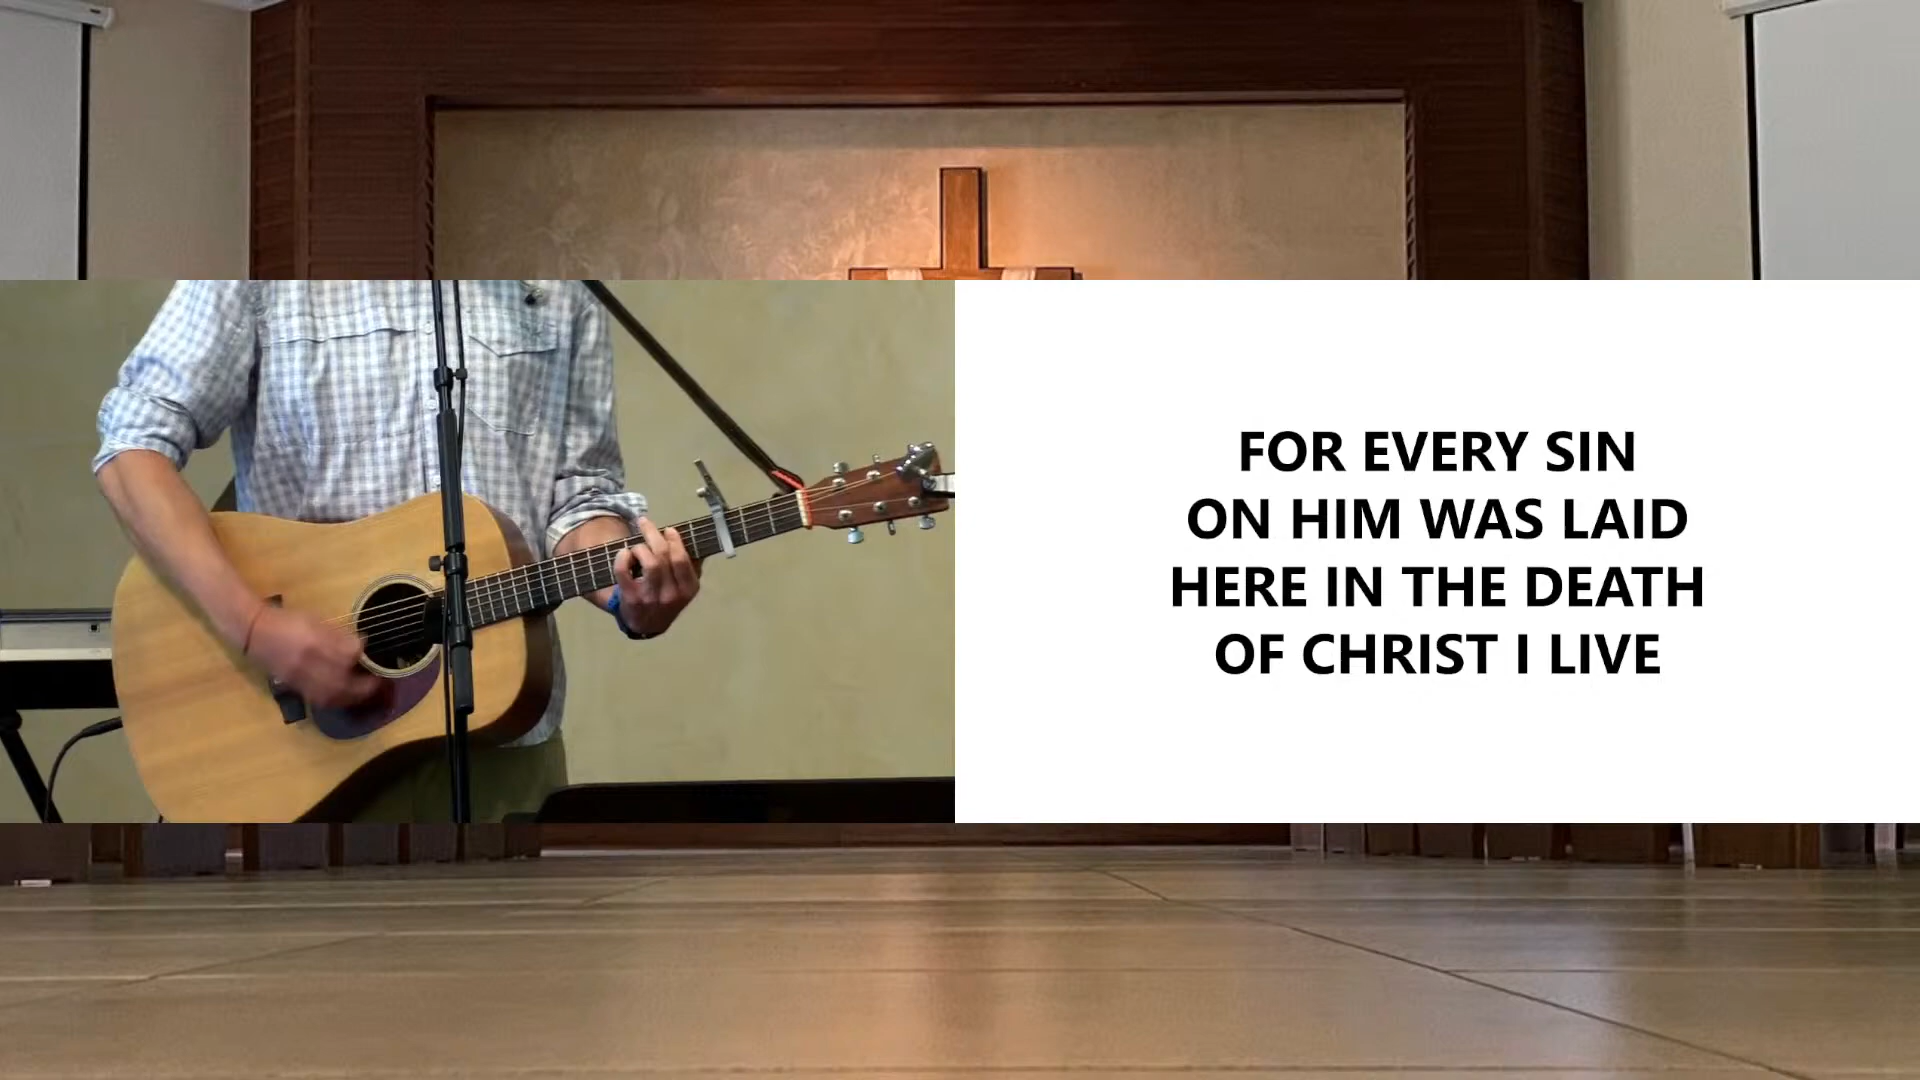 FOR EVERY SIN
ON HIM WAS LAID
HERE IN THE DEATH
OF CHRIST I LIVE